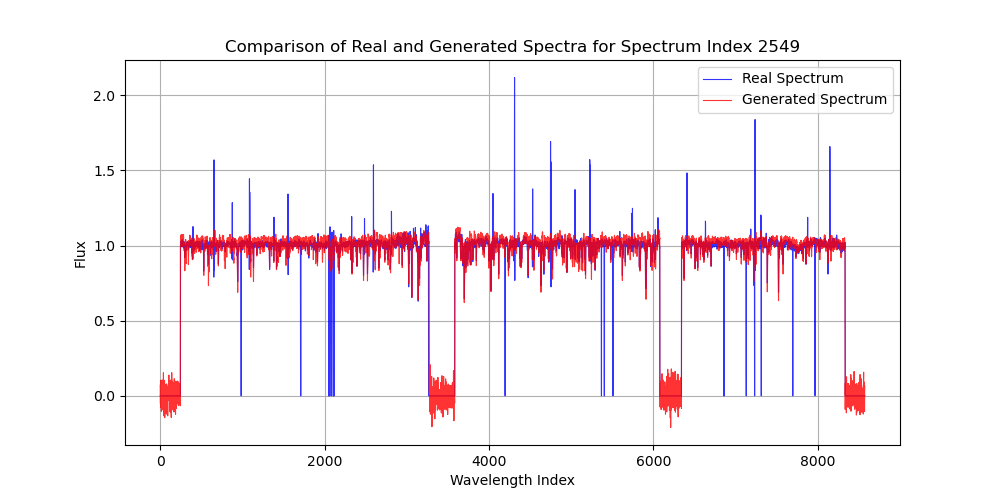 Comparison of Real and Generated Spectra for Spectrum Index 2549
Real Spectrum
Generated Spectrum
2.0
1.5
1.0
0.5
0.0
Flux
0 2000 4000 6000 8000
Wavelength Index